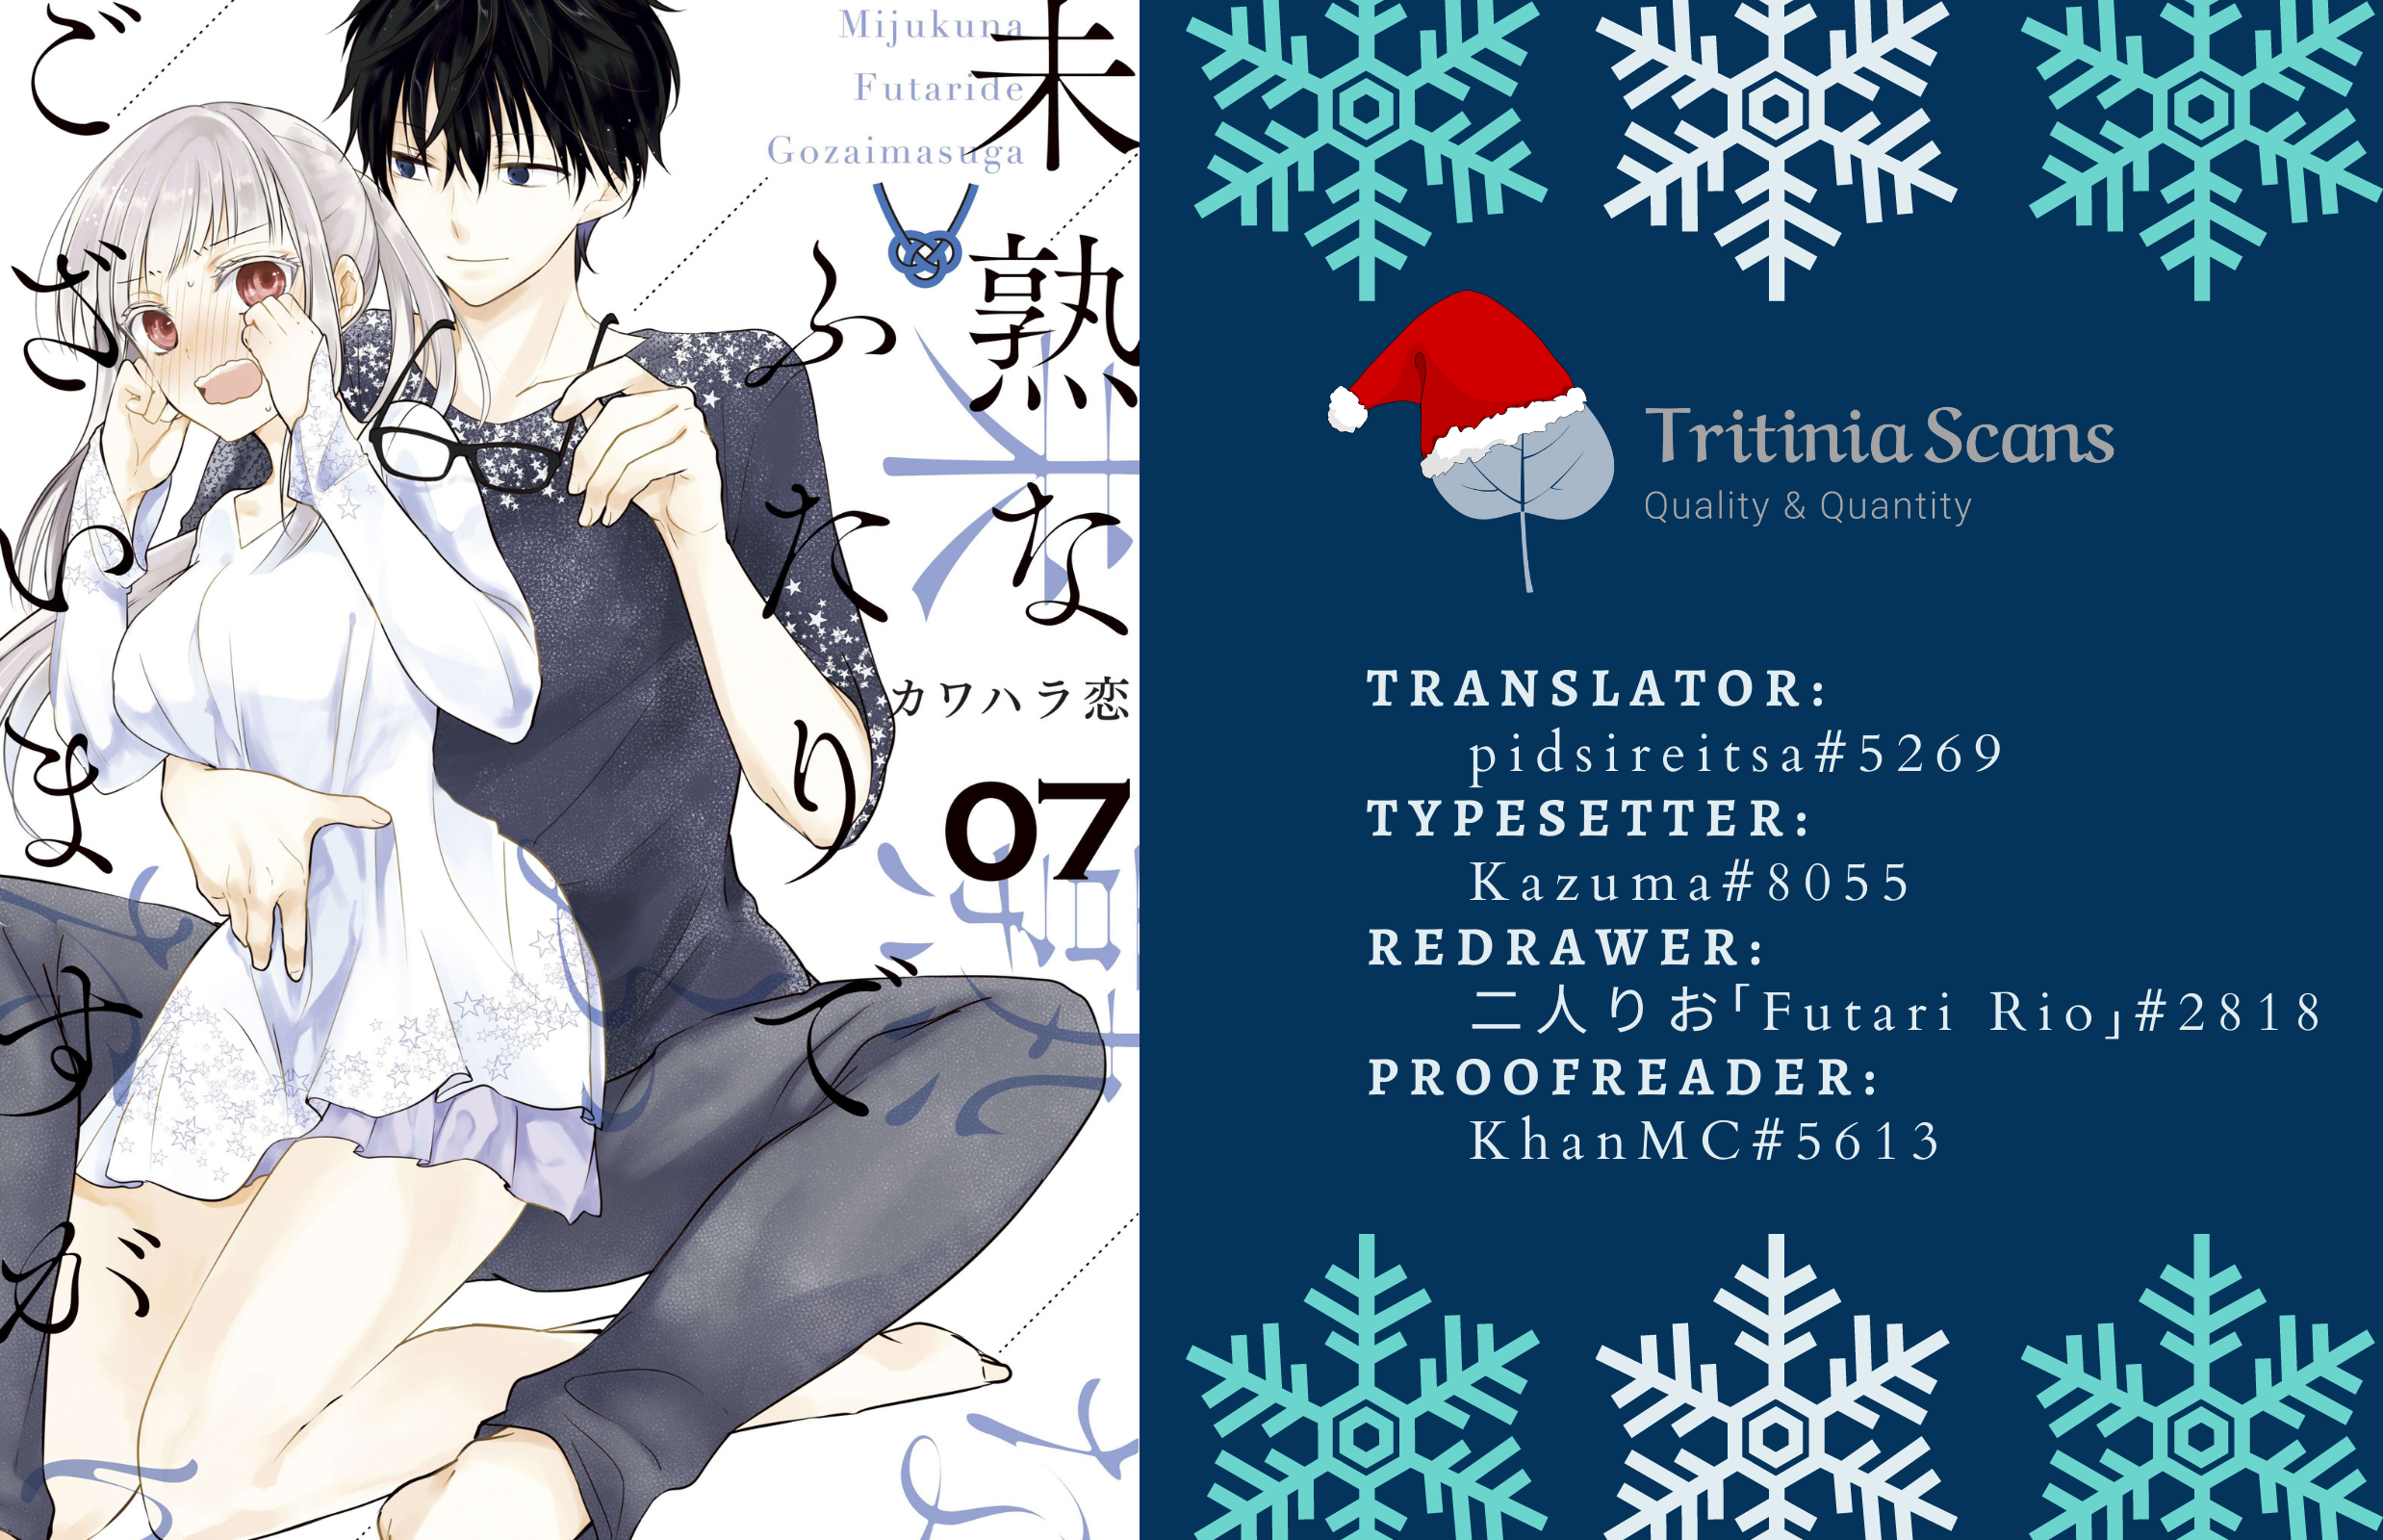 Mijukuna
Futaride
Gozaimasuga
未熟な
ふたりで
ございますが
カワハラ恋
07
Tritinia Scans
Quality & Quantity
TRANSLATOR:
pidsireitsa#5269
TYPESETTER:
Kazuma#8055
REDRAWER:
二人りお「Futari Rio」#2818
PROOFREADER:
KhanMC#5613